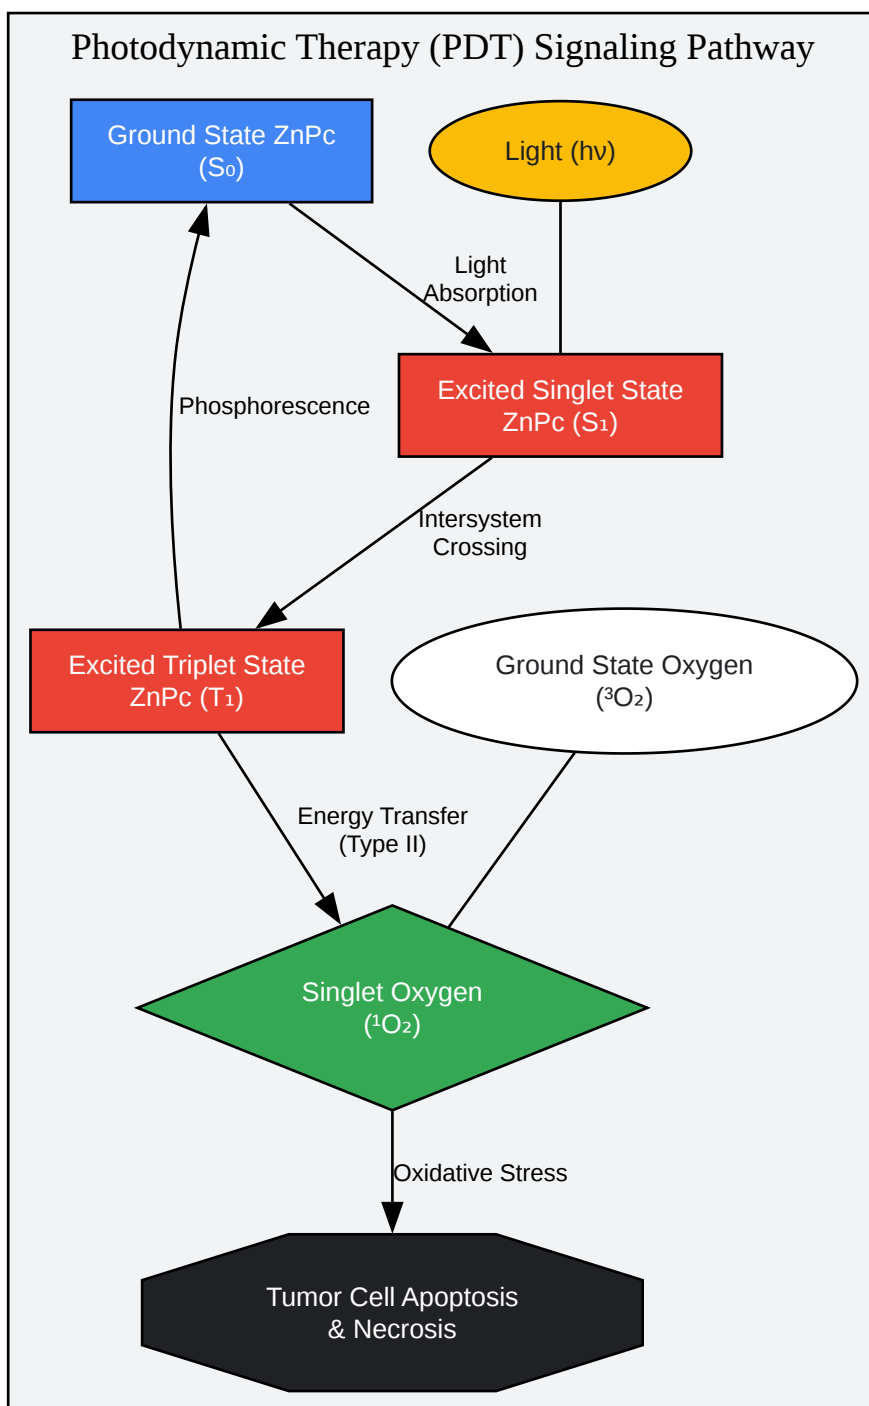 Photodynamic Therapy (PDT) Signaling Pathway
Ground State ZnPc
(S₀)
Light (hν)
Light
Absorption
Excited Singlet State
ZnPc (S₁)
Phosphorescence
Intersystem
Crossing
Excited Triplet State
ZnPc (T₁)
Ground State Oxygen
(³O₂)
Energy Transfer
(Type II)
Singlet Oxygen
(¹O₂)
Oxidative Stress
Tumor Cell Apoptosis
& Necrosis